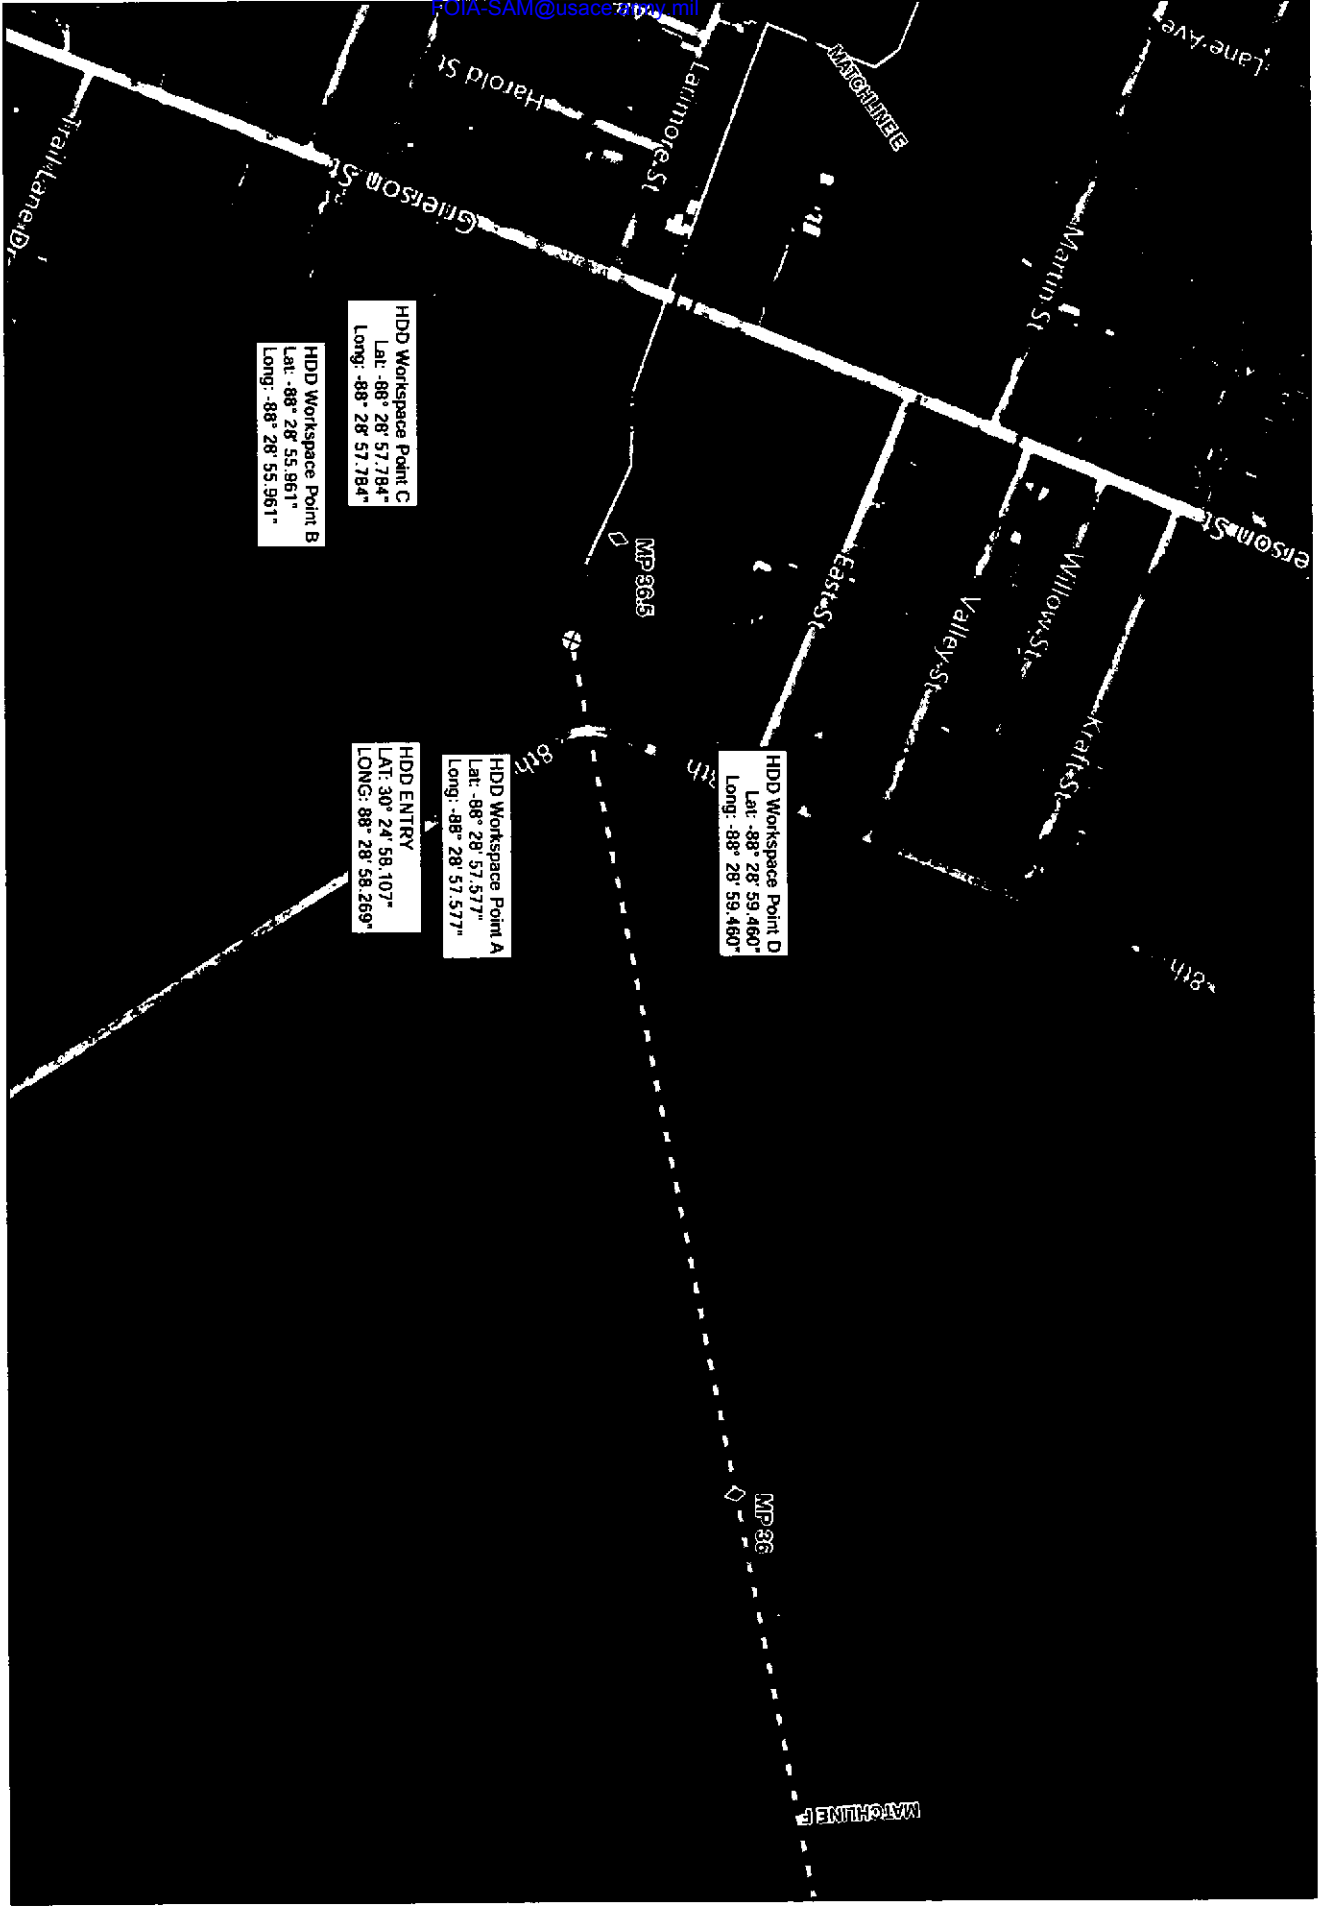 FOIA-SAM@usace.army.mil
Lane Ave
MATCHLINE E
Harold St
Larimore St
Trail Lane Dr
Grierson St
Martin St
erson St
HDD Workspace Point C
Lat: -88° 28' 57.784"
Long: -88° 28' 57.784"
HDD Workspace Point B
Lat: -88° 28' 55.961"
Long: -88° 28' 55.961"
MP 36.5
East St
Valley St
Willow St
Kraft St
8th
8th
HDD Workspace Point D
Lat: -88° 28' 59.460"
Long: -88° 28' 59.460"
HDD Workspace Point A
Lat: -88° 28' 57.577"
Long: -88° 28' 57.577"
HDD ENTRY
LAT: 30° 24' 58.107"
LONG: 88° 28' 58.269"
MP 36
MATCHLINE F